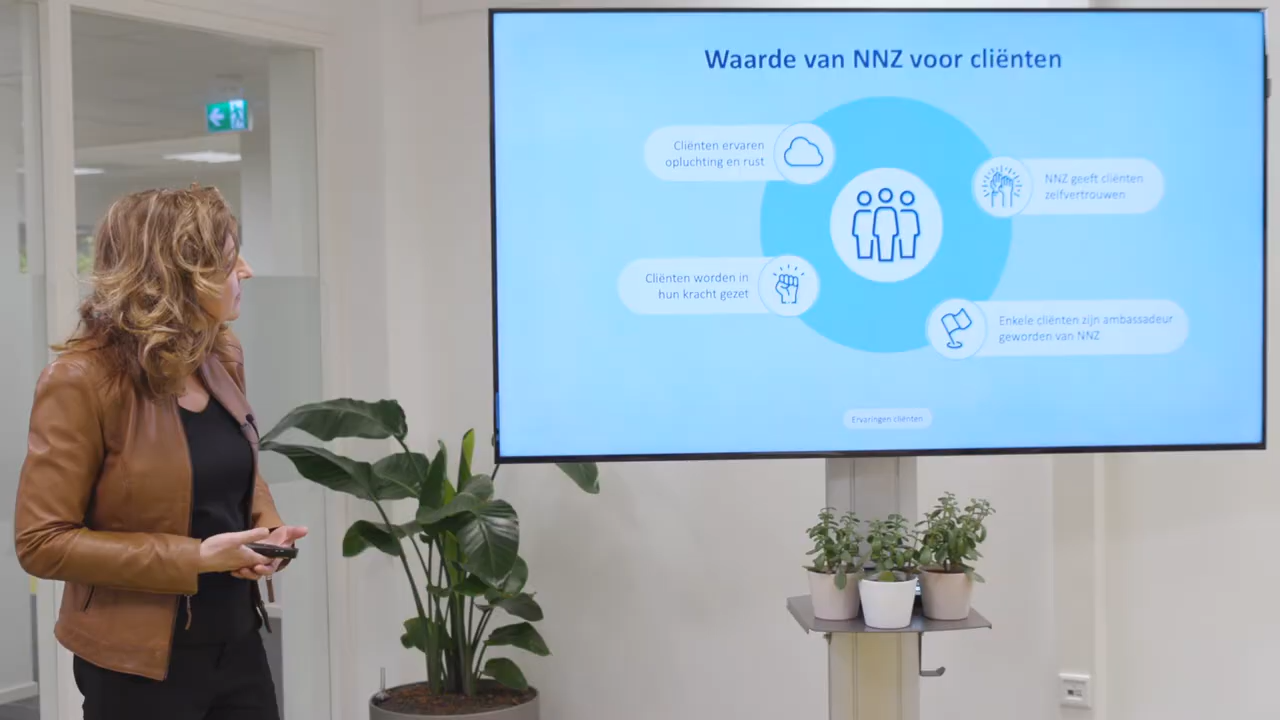 Waarde van NNZ voor cliënten
Cliënten ervaren
opluchting en rust
NNZ geeft cliënten
zelfvertrouwen
Cliënten worden in
hun kracht gezet
Enkele cliënten zijn ambassadeur
geworden van NNZ
Ervaringen cliënten